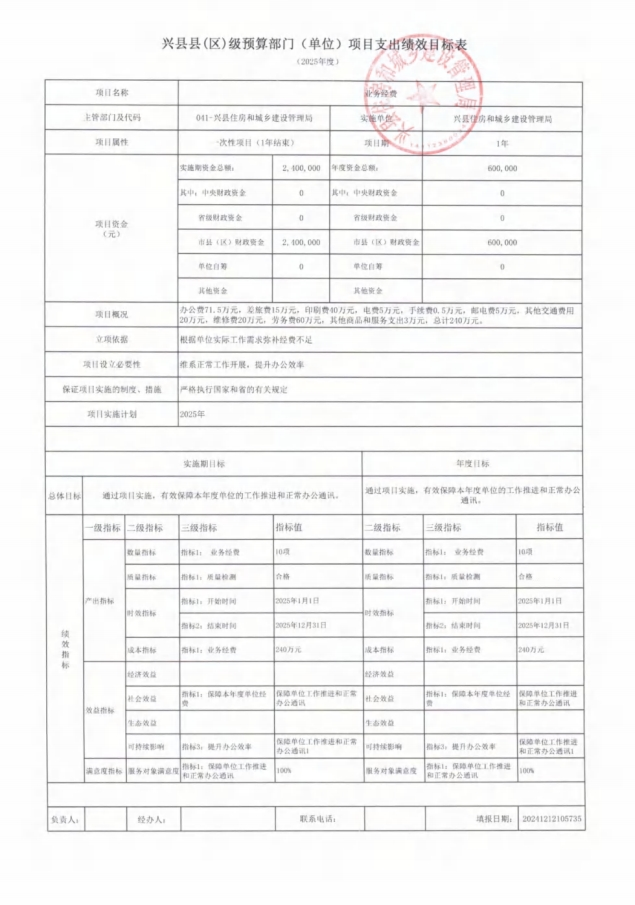 兴县县(区)级预算部门（单位）项目支出绩效目标表
（2025年度）
项目名称 业务经费
主管部门及代码 041-兴县住房和城乡建设管理局 实施单位 兴县住房和城乡建设管理局
项目属性 一次性项目（1年结束） 项目期 1年
项目资金
（元）
实施期资金总额： 2,400,000 年度资金总额： 600,000
其中：中央财政资金 0 其中：中央财政资金 0
省级财政资金 0 省级财政资金 0
市县（区）财政资金 2,400,000 市县（区）财政资金 600,000
单位自筹 0 单位自筹 0
其他资金 其他资金
项目概况 办公费71.5万元，差旅费15万元，印刷费40万元，电费5万元，手续费0.5万元，邮电费5万元，其他交通费用
20万元，维修费20万元，劳务费60万元，其他商品和服务支出3万元，总计240万元。
立项依据 根据单位实际工作需求弥补经费不足
项目设立必要性 维系正常工作开展，提升办公效率
保证项目实施的制度、措施 严格执行国家和省的有关规定
项目实施计划 2025年
实施期目标 年度目标
总体目标 通过项目实施，有效保障本年度单位的工作推进和正常办公通讯。 通过项目实施，有效保障本年度单位的工作推进和正常办公
通讯。
绩效指标
一级指标 二级指标 三级指标 指标值 二级指标 三级指标 指标值
产出指标
数量指标 指标1：业务经费 10项 数量指标 指标1：业务经费 10项
质量指标 指标1：质量检测 合格 质量指标 指标1：质量检测 合格
时效指标 指标1：开始时间 2025年1月1日 时效指标 指标1：开始时间 2025年1月1日
指标2：结束时间 2025年12月31日 指标2：结束时间 2025年12月31日
成本指标 指标1：业务经费 240万元 成本指标 指标1：业务经费 240万元
效益指标
经济效益 经济效益
社会效益 指标1：保障本年度单位经
费 保障单位工作推进和正常
办公通讯 社会效益 指标1：保障本年度单位经
费 保障单位工作推进
和正常办公通讯
生态效益 生态效益
可持续影响 指标3：提升办公效率 保障单位工作推进和正常
办公通讯1 可持续影响 指标3：提升办公效率 保障单位工作推进
和正常办公通讯1
满意度指标 服务对象满意度 指标1：保障单位工作推进
和正常办公通讯 100% 服务对象满意度 指标1：保障单位工作推进
和正常办公通讯 100%
负责人： 经办人： 联系电话： 填报日期： 20241212105735
兴县住房和城乡建设管理局